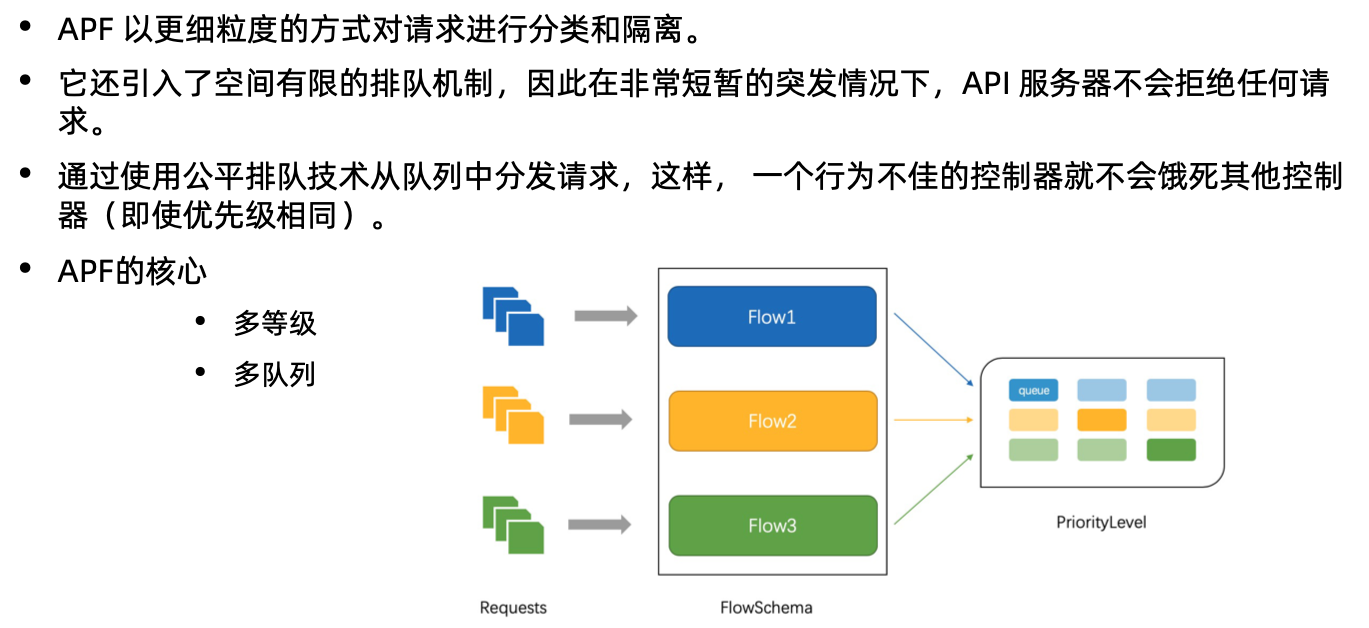 • APF 以更细粒度的方式对请求进行分类和隔离。
• 它还引入了空间有限的排队机制，因此在非常短暂的突发情况下，API 服务器不会拒绝任何请
求。
• 通过使用公平排队技术从队列中分发请求，这样， 一个行为不佳的控制器就不会饿死其他控制
器（即使优先级相同）。
• APF的核心
• 多等级
• 多队列
Flow1
Flow2
Flow3
queue
PriorityLevel
Requests
FlowSchema